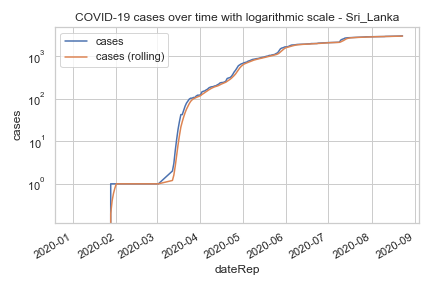 COVID-19 cases over time with logarithmic scale - Sri_Lanka
cases
cases (rolling)
10³
10²
10¹
10⁰
cases
2020-01
2020-02
2020-03
2020-04
2020-05
2020-06
2020-07
2020-08
2020-09
dateRep